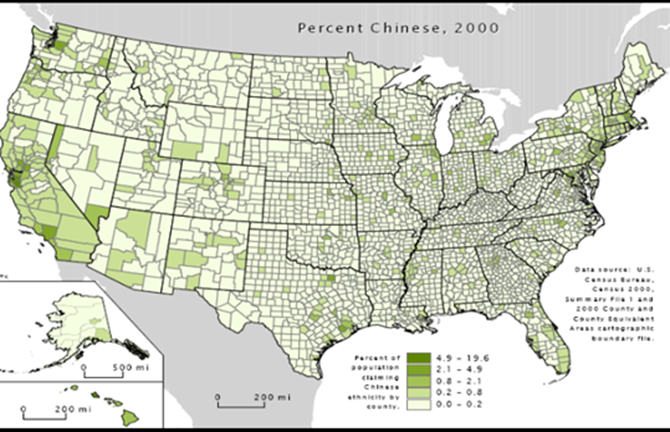 Percent Chinese, 2000
Data source: U.S.
Census Bureau,
Census 2000,
Summary File 1 and
2000 County and
County Equivalent
Areas cartographic
boundary file.
Percent of
population
claiming
Chinese
ethnicity by
county.
4.9 - 19.6
2.1 - 4.9
0.8 - 2.1
0.2 - 0.8
0.0 - 0.2
0 500 mi
0 200 mi
0 200 mi